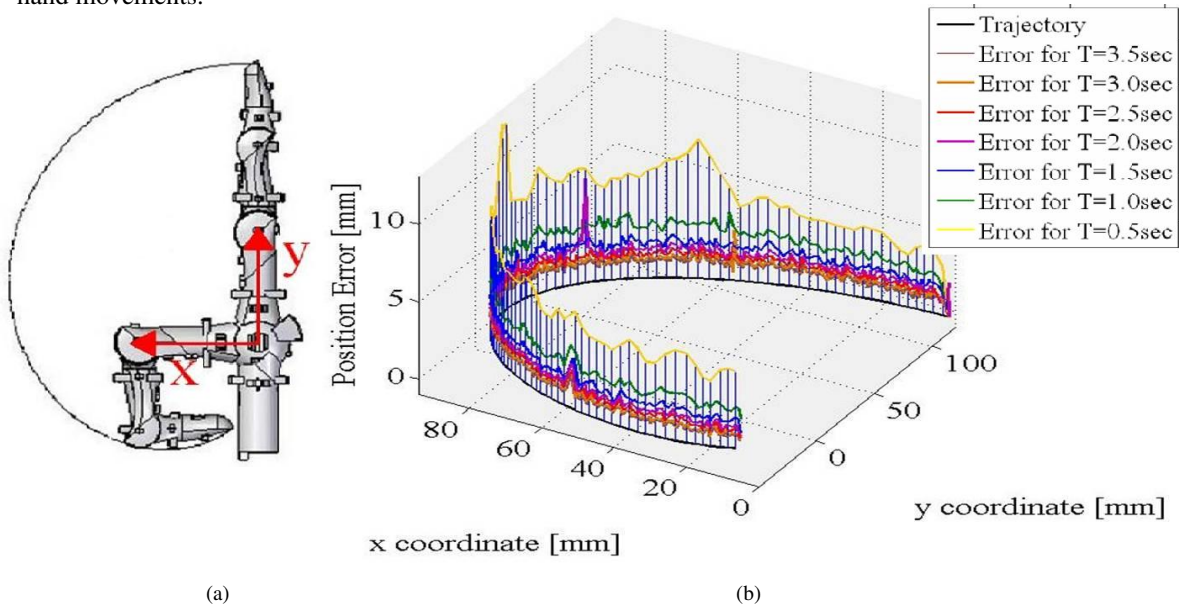 hand movements.
y
x
Trajectory
Error for T=3.5sec
Error for T=3.0sec
Error for T=2.5sec
Error for T=2.0sec
Error for T=1.5sec
Error for T=1.0sec
Error for T=0.5sec
Position Error [mm]
10
5
0
80
60
40
20
0
0
50
100
x coordinate [mm]
y coordinate [mm]
(a)
(b)